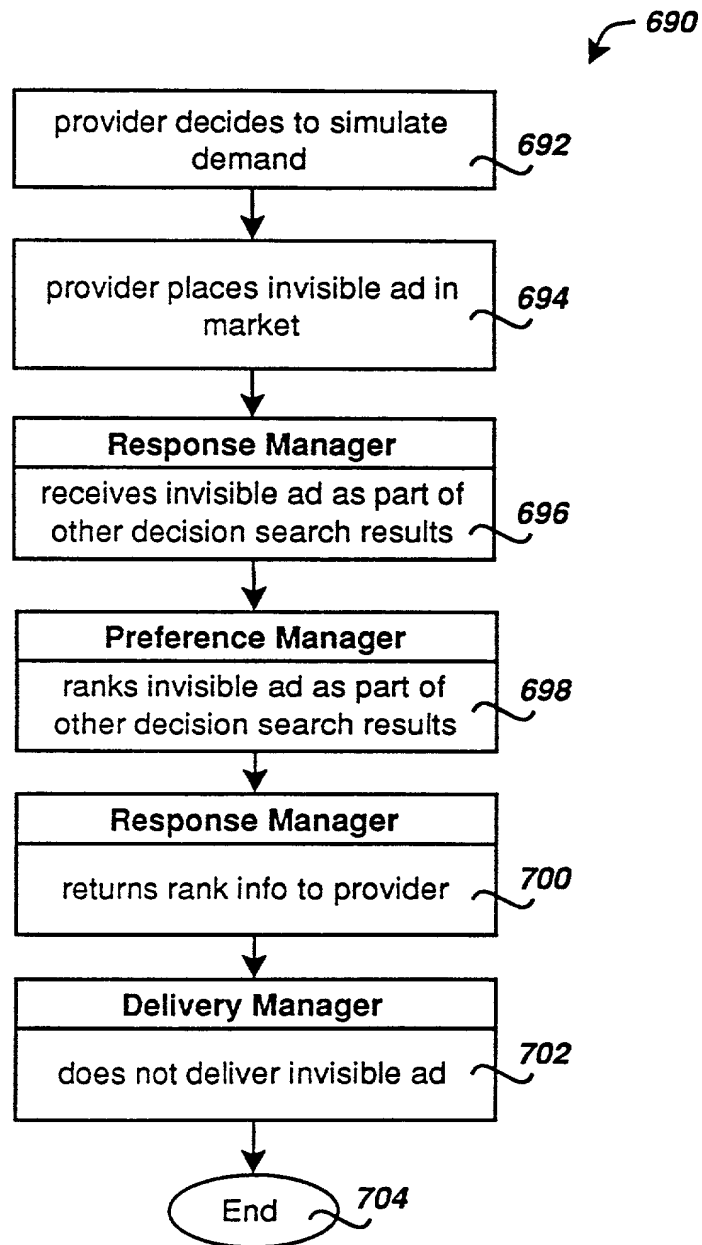 690
provider decides to simulate
demand
692
provider places invisible ad in
market
694
Response Manager
receives invisible ad as part of
other decision search results
696
Preference Manager
ranks invisible ad as part of
other decision search results
698
Response Manager
returns rank info to provider
700
Delivery Manager
does not deliver invisible ad
702
End
704